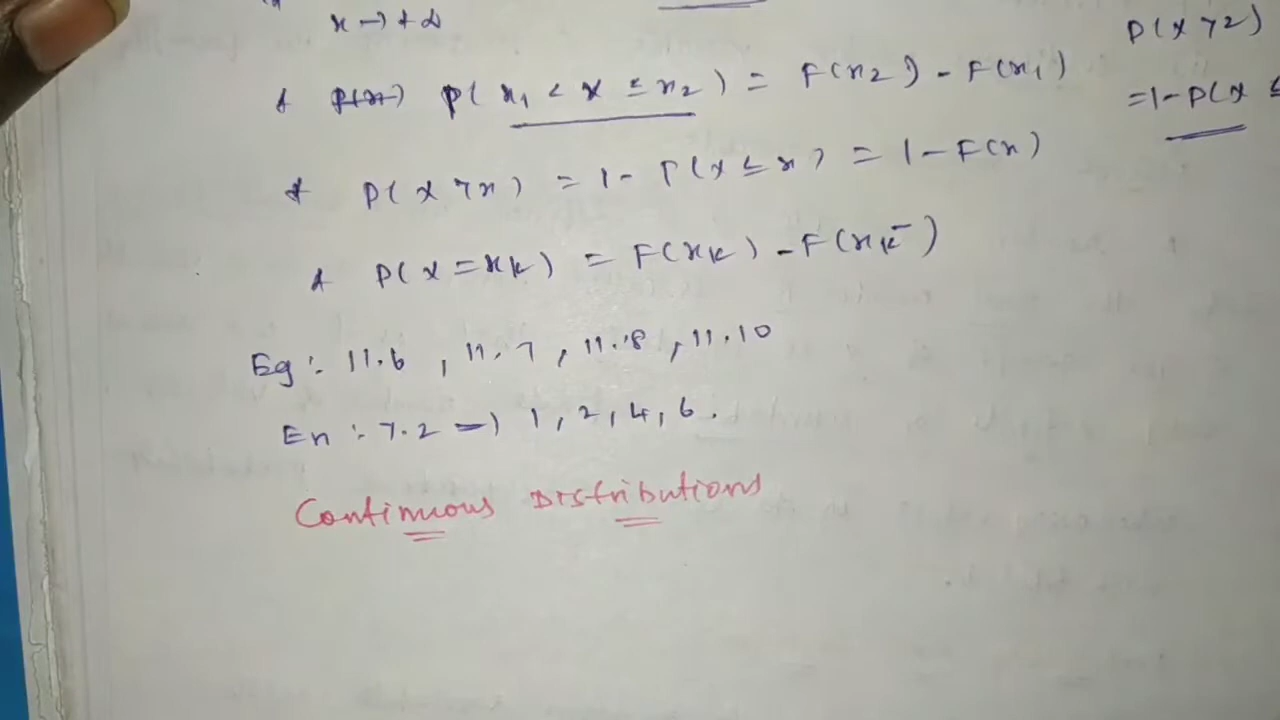 x → + ∞
P(x1 < X ≤ x2) = F(x2) - F(x1)
P(X > x) = 1 - P(X ≤ x) = 1 - F(x)
P(X = xk) = F(xk) - F(xk⁻)
Eg :- 11.6 , 11.7 , 11.8 , 11.10
Ex :- 7.2 → 1 , 2 , 4 , 6 .
Continuous Distributions
P(X > 2)
= 1 - P(X ≤